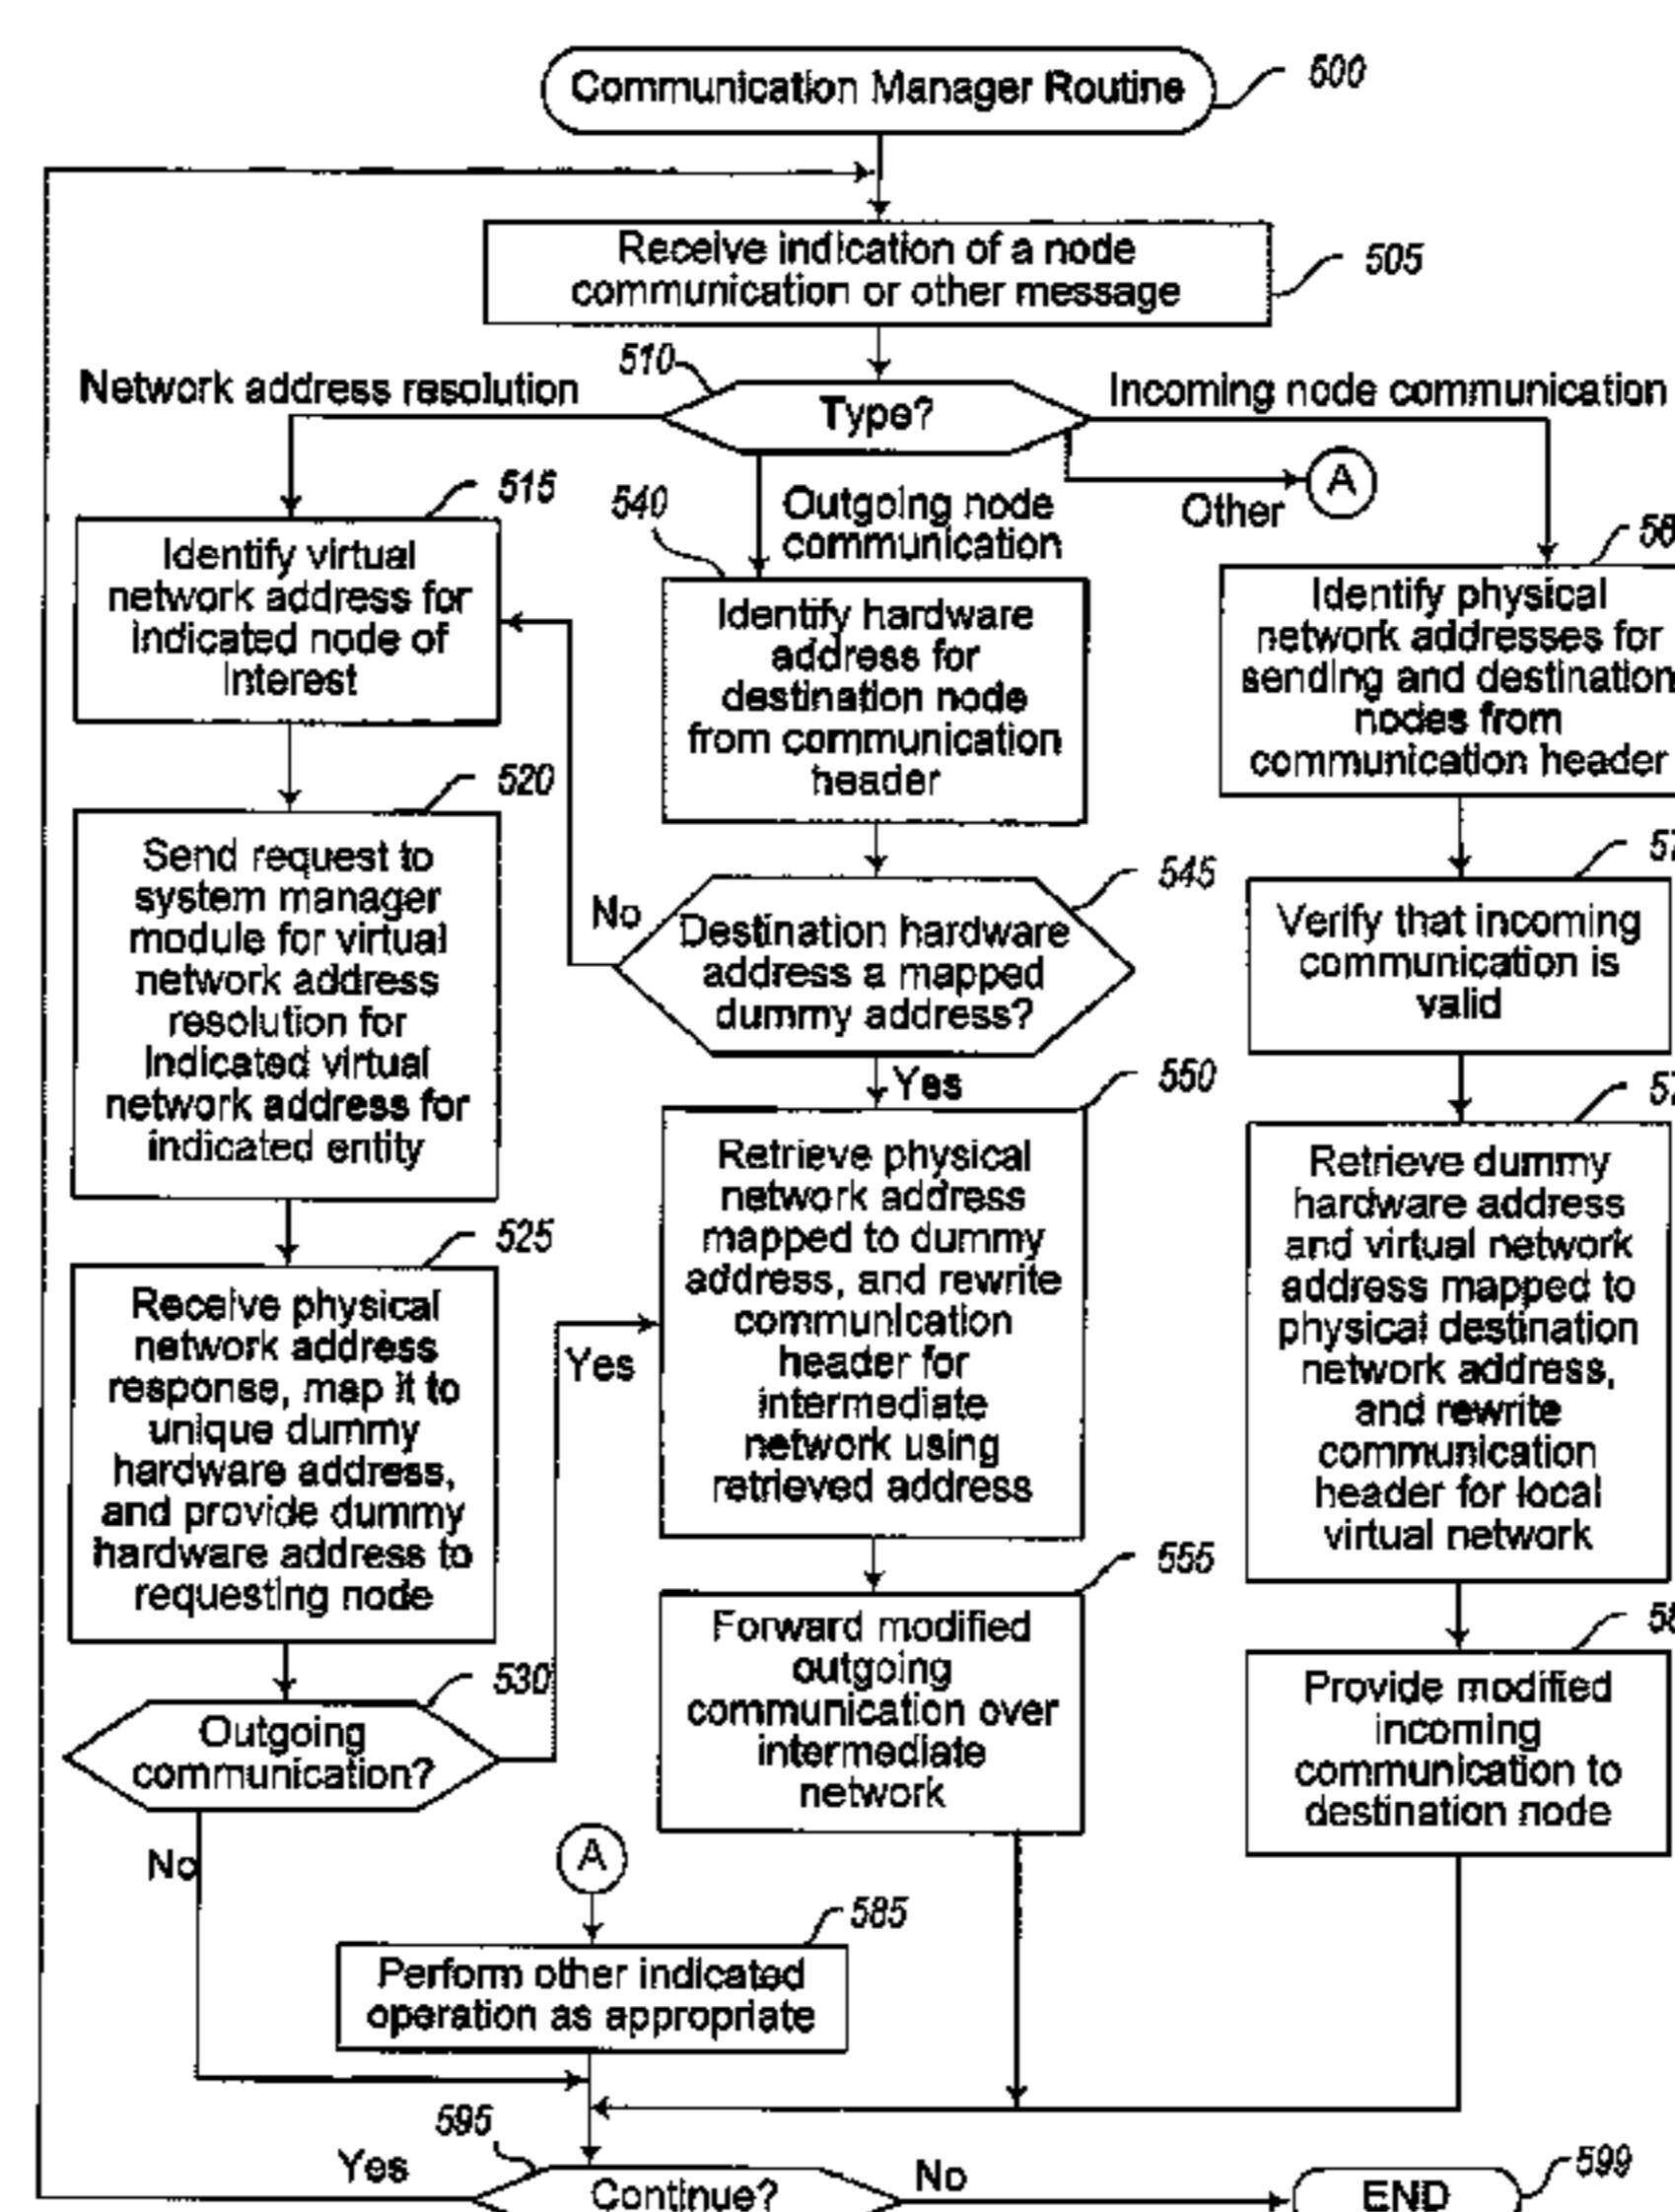 Communication Manager Routine
500
Receive indication of a node
communication or other message
505
510
Network address resolution
Type?
Incoming node communication
Other
A
515
Identify virtual
network address for
indicated node of
interest
540
Outgoing node
communication
Identify hardware
address for
destination node
from communication
header
Identify physical
network addresses for
sending and destination
nodes from
communication header
520
Send request to
system manager
module for virtual
network address
resolution for
indicated virtual
network address for
indicated entity
No
545
Destination hardware
address a mapped
dummy address?
Yes
Verify that incoming
communication is
valid
525
Receive physical
network address
response, map it to
unique dummy
hardware address,
and provide dummy
hardware address to
requesting node
Yes
550
Retrieve physical
network address
mapped to dummy
address, and rewrite
communication
header for
intermediate
network using
retrieved address
Retrieve dummy
hardware address
and virtual network
address mapped to
physical destination
network address,
and rewrite
communication
header for local
virtual network
530
Outgoing
communication?
No
555
Forward modified
outgoing
communication over
intermediate
network
Provide modified
incoming
communication to
destination node
A
585
Perform other indicated
operation as appropriate
595
Yes
Continue?
No
END
599